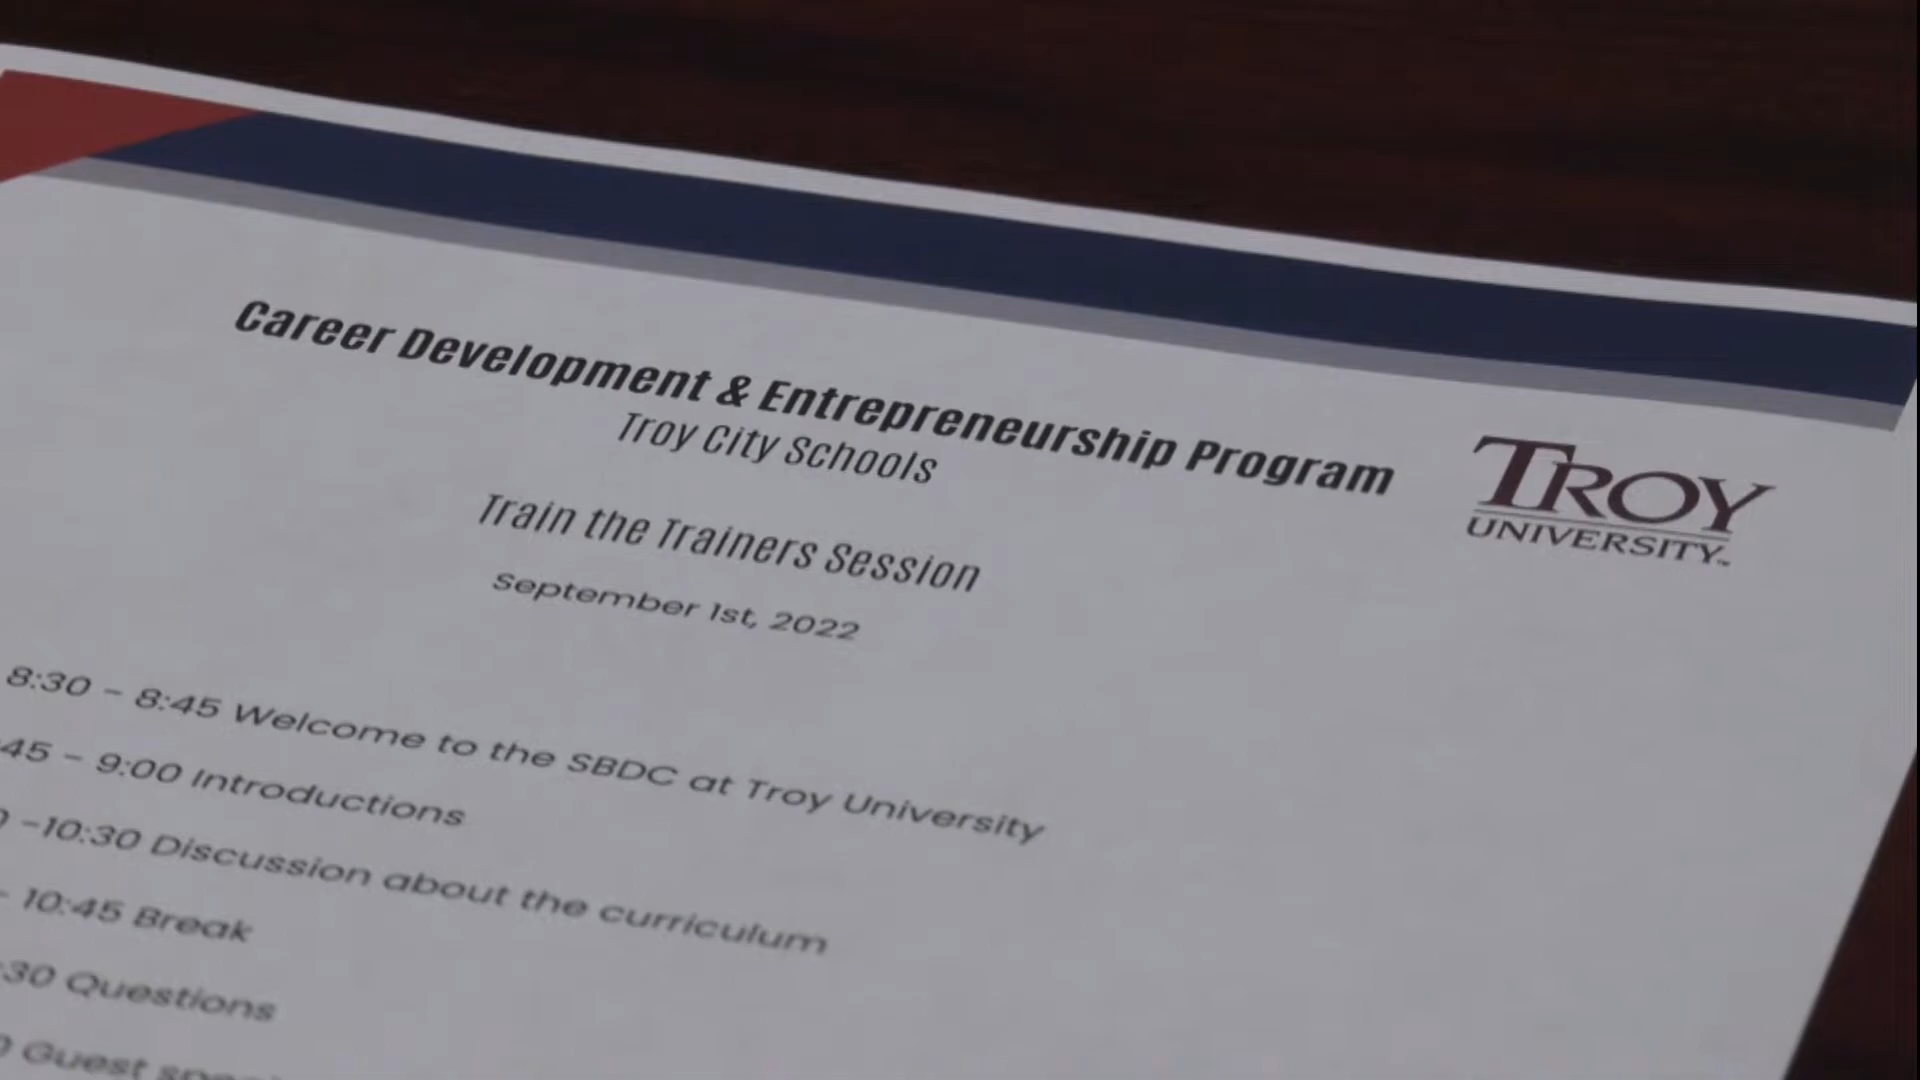 Career Development & Entrepreneurship Program
Troy City Schools
TROY
UNIVERSITY™
Train the Trainers Session
September 1st, 2022
8:30 - 8:45 Welcome to the SBDC at Troy University
45 - 9:00 Introductions
-10:30 Discussion about the curriculum
- 10:45 Break
30 Questions
Guest